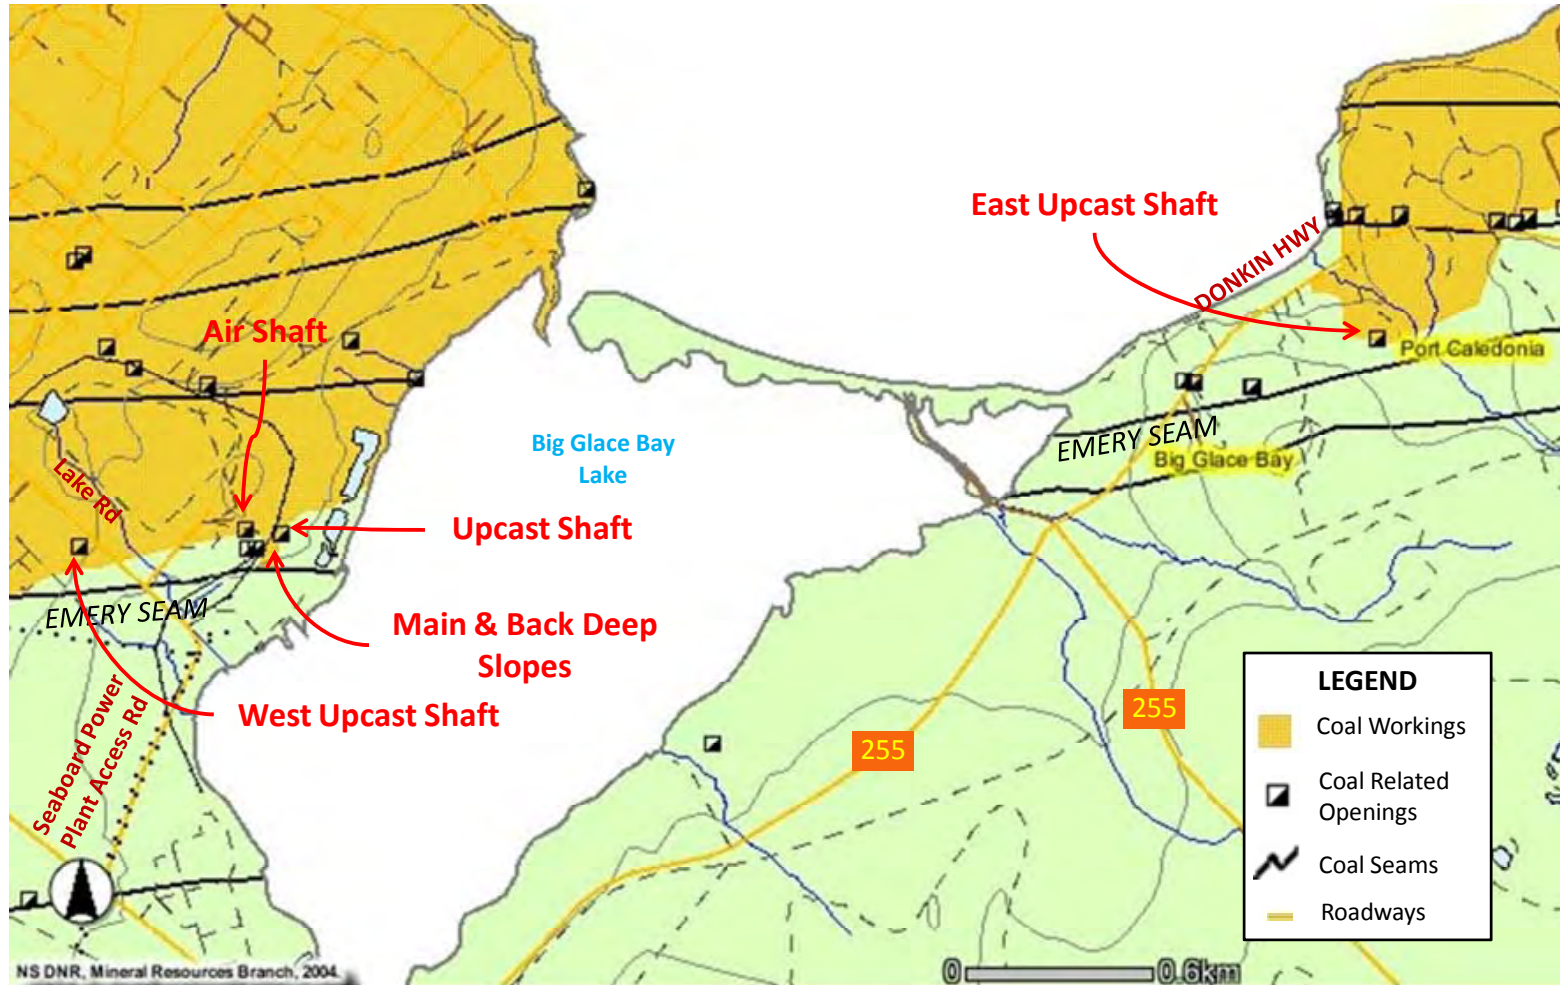 East Upcast Shaft
DONKIN HWY
Air Shaft
Port Caledonia
Big Glace Bay
Lake
EMERY SEAM
Big Glace Bay
Lake Rd
Upcast Shaft
EMERY SEAM
Main & Back Deep
Slopes
West Upcast Shaft
Seaboard Power
Plant Access Rd
255
255
LEGEND
Coal Workings
Coal Related
Openings
Coal Seams
Roadways
NS DNR, Mineral Resources Branch, 2004.
0 0.6km